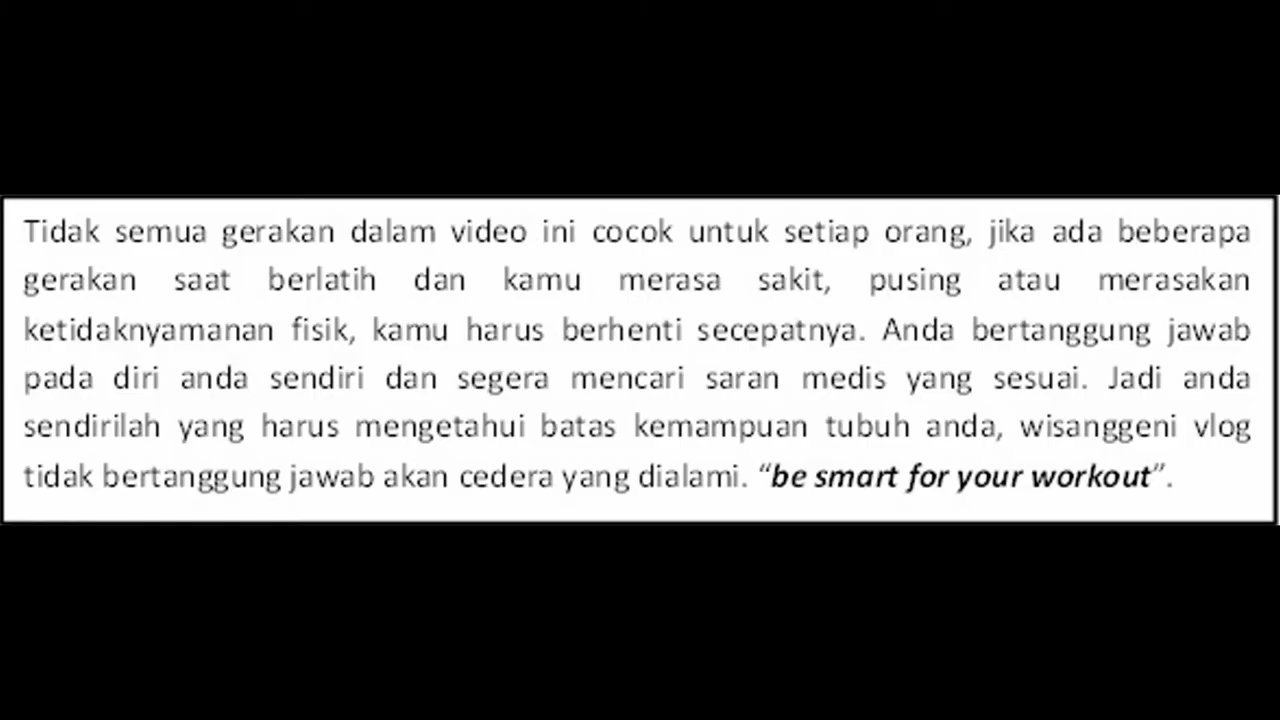 Tidak semua gerakan dalam video ini cocok untuk setiap orang, jika ada beberapa
gerakan saat berlatih dan kamu merasa sakit, pusing atau merasakan
ketidaknyamanan fisik, kamu harus berhenti secepatnya. Anda bertanggung jawab
pada diri anda sendiri dan segera mencari saran medis yang sesuai. Jadi anda
sendirilah yang harus mengetahui batas kemampuan tubuh anda, wisanggeni vlog
tidak bertanggung jawab akan cedera yang dialami. “be smart for your workout”.